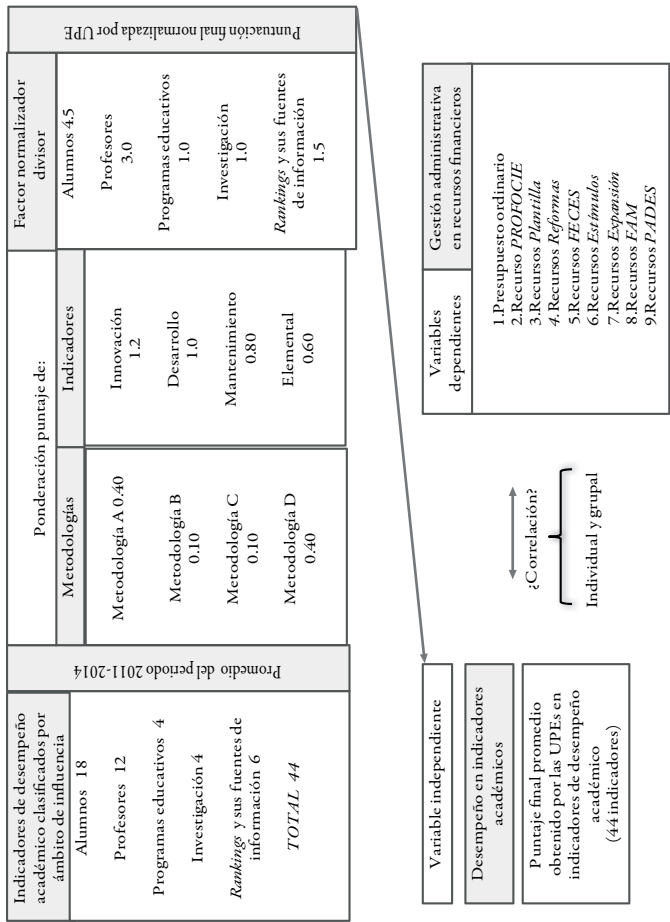 Indicadores de desempeño
académico clasificados por
ámbito de influencia
Alumnos 18
Profesores 12
Programas educativos 4
Investigación 4
Rankings y sus fuentes de
información 6
TOTAL 44
Promedio del periodo 2011-2014
Ponderación puntaje de:
Metodologías
Metodología A 0.40
Metodología B
0.10
Metodología C
0.10
Metodología D
0.40
Indicadores
Innovación
1.2
Desarrollo
1.0
Mantenimiento
0.80
Elemental
0.60
Factor normalizador
divisor
Alumnos 4.5
Profesores
3.0
Programas educativos
1.0
Investigación
1.0
Rankings y sus fuentes
de información
1.5
Puntuación final normalizada por UPE
Variable independiente
Desempeño en indicadores
académicos
Puntaje final promedio
obtenido por las UPEs en
indicadores de desempeño
académico
(44 indicadores)
¿Correlación?
Individual y grupal
Variables
dependientes
Gestión administrativa
en recursos financieros
1.Presupuesto ordinario
2.Recurso PROFOCIE
3.Recursos Plantilla
4.Recursos Reformas
5.Recursos FECES
6.Recursos Estímulos
7.Recursos Expansión
8.Recursos FAM
9.Recursos PADES